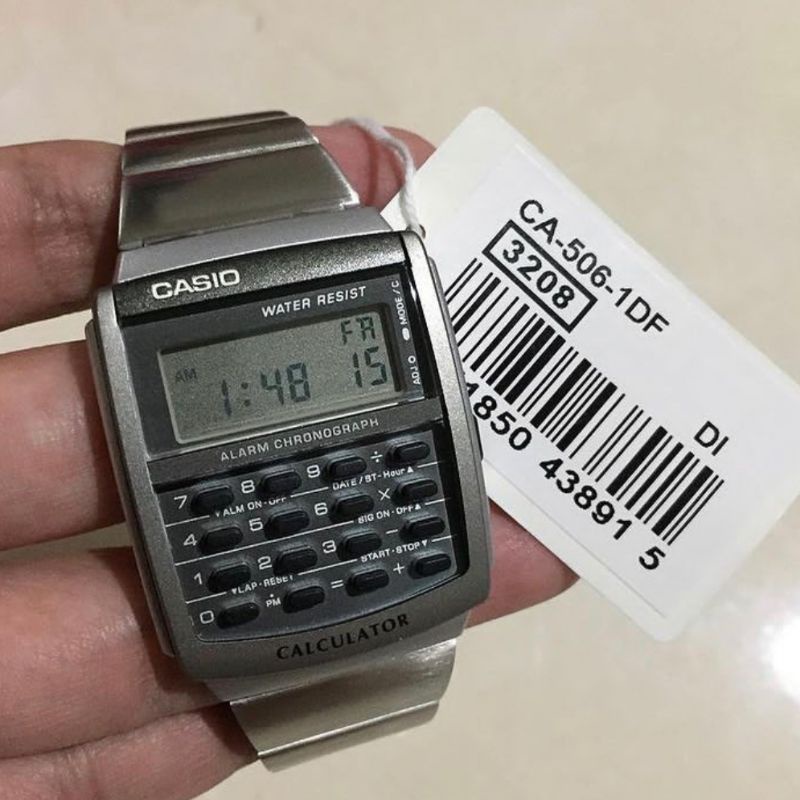 CASIO
WATER RESIST
MODE / C
ADJ
AM
FR
1:48 15
ALARM CHRONOGRAPH
7 8 9 ÷
ALM ON·OFF DATE / ST-Hour
4 5 6 ×
BIG ON·OFF
1 2 3 −
LAP·RESET START·STOP
0 · = +
PM
CALCULATOR
CA-506-1DF
3208
DI
1850 43891 5